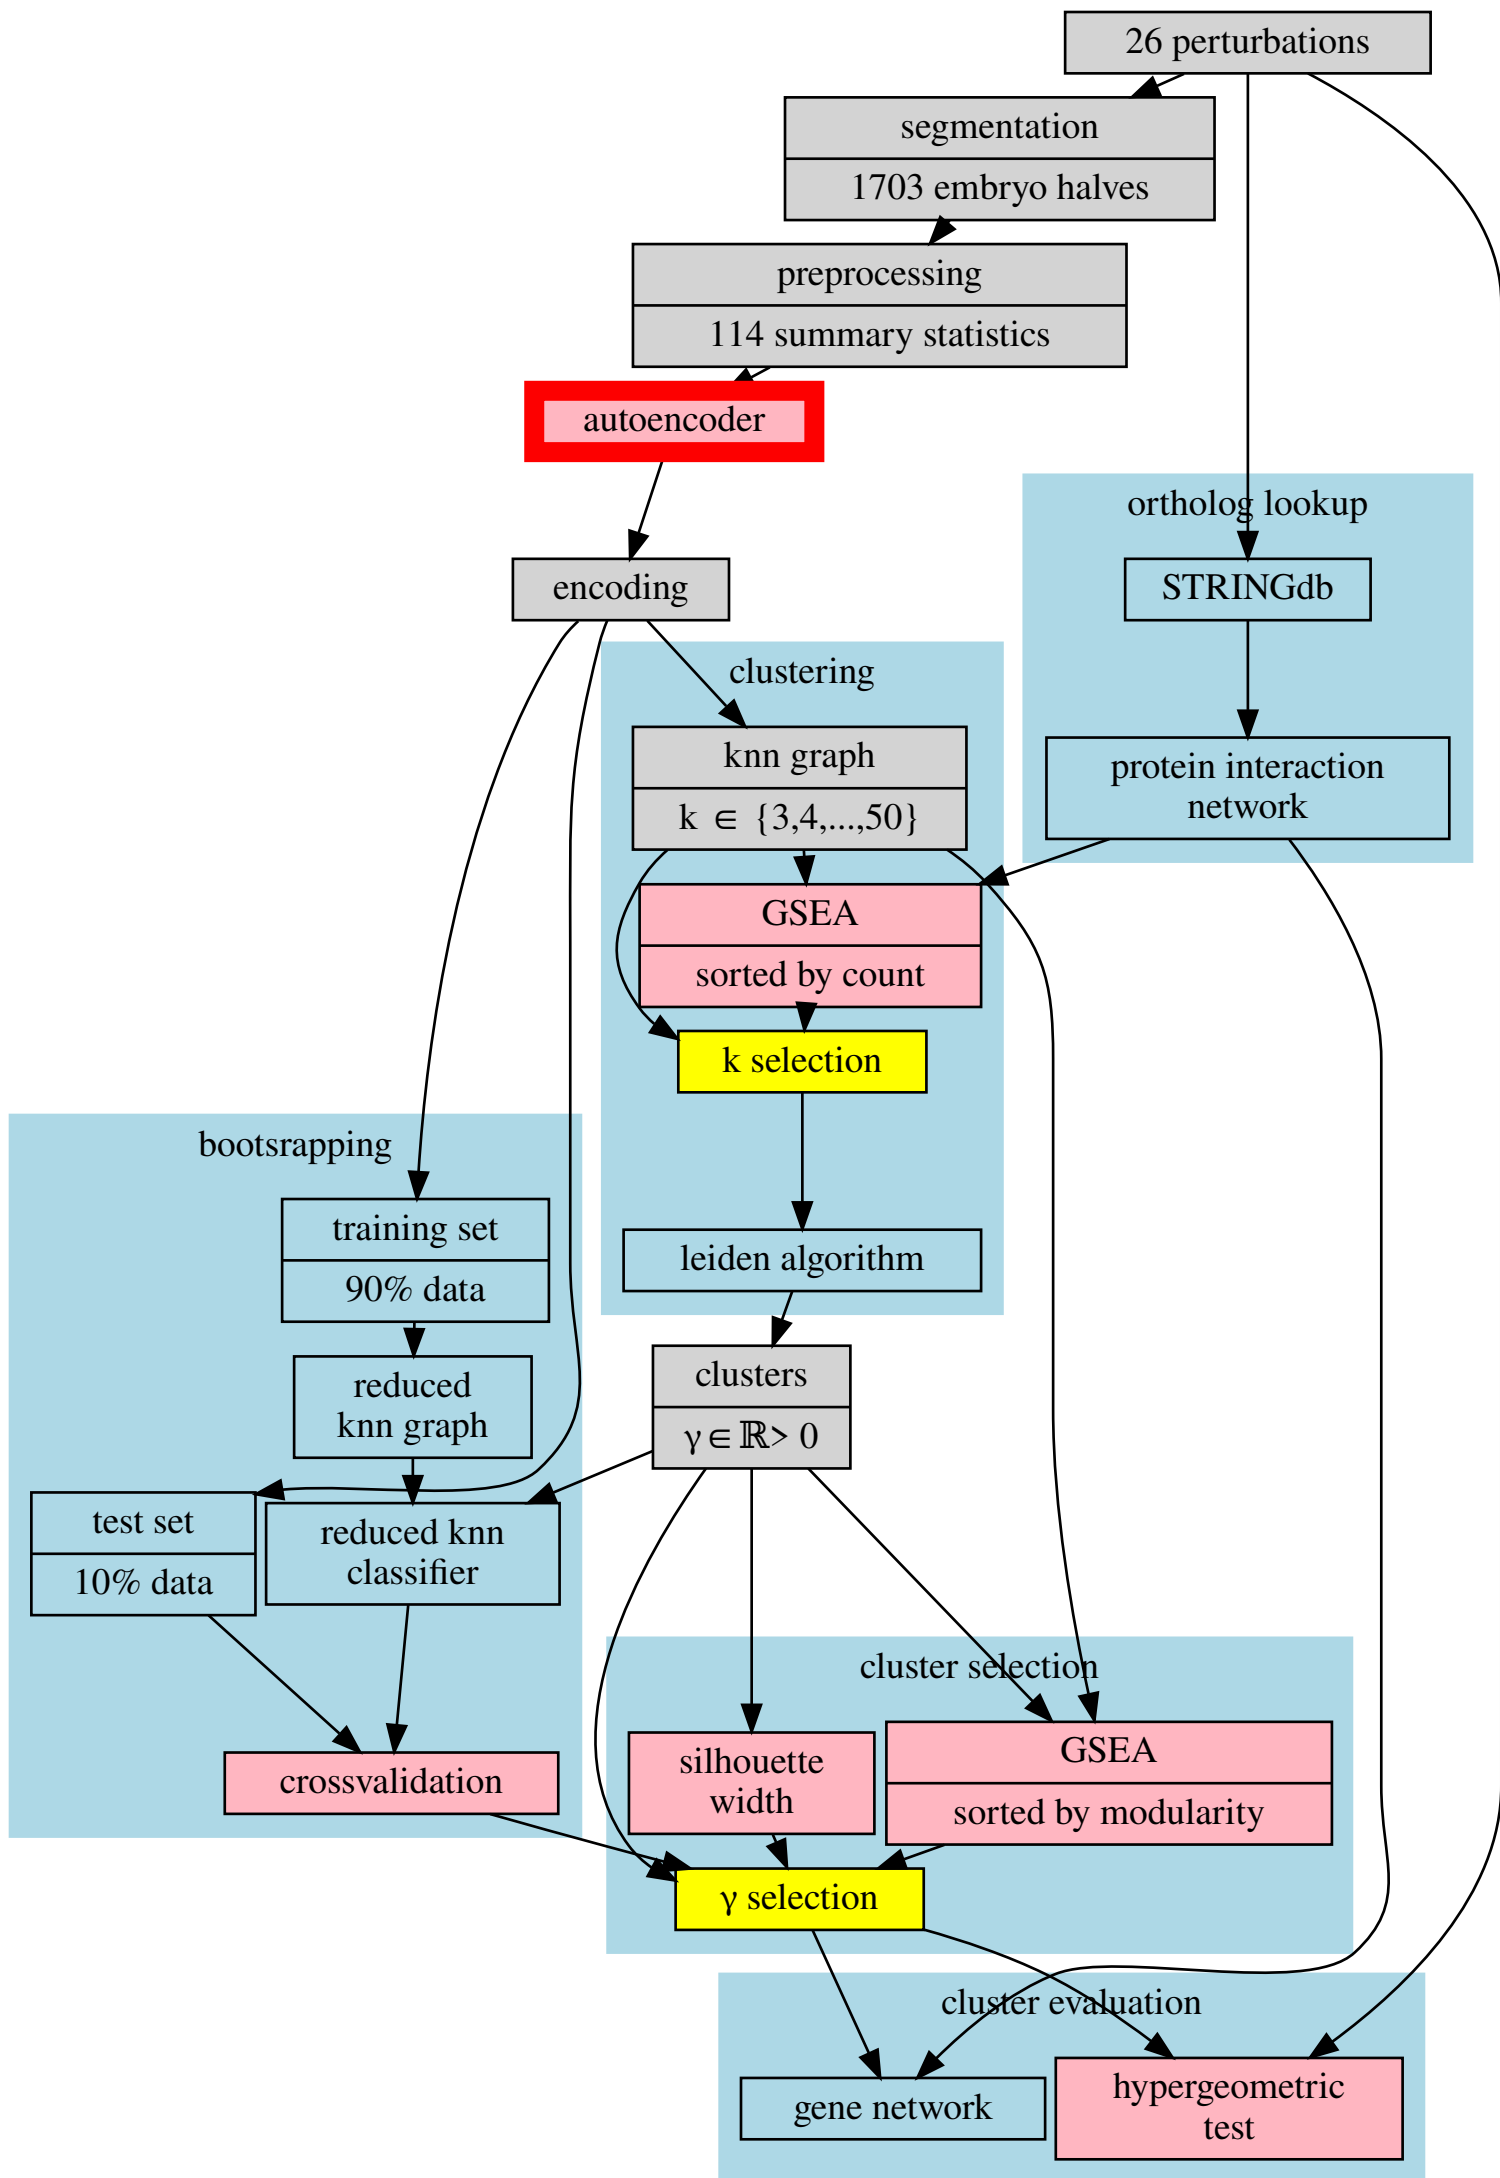 26 perturbations
segmentation
1703 embryo halves
preprocessing
114 summary statistics
autoencoder
ortholog lookup
encoding
STRINGdb
clustering
knn graph
k ∈ {3,4,...,50}
protein interaction
network
GSEA
sorted by count
k selection
bootsrapping
training set
90% data
leiden algorithm
reduced
knn graph
clusters
γ∈ℝ> 0
test set
10% data
reduced knn
classifier
cluster selection
silhouette
width
GSEA
sorted by modularity
crossvalidation
γ selection
cluster evaluation
gene network
hypergeometric
test